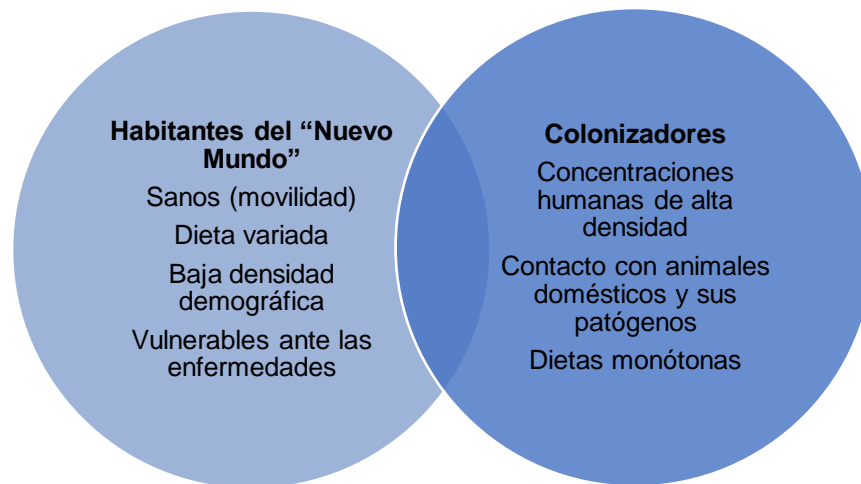 Habitantes del “Nuevo
Mundo”
Sanos (movilidad)
Dieta variada
Baja densidad
demográfica
Vulnerables ante las
enfermedades
Colonizadores
Concentraciones
humanas de alta
densidad
Contacto con animales
domésticos y sus
patógenos
Dietas monótonas